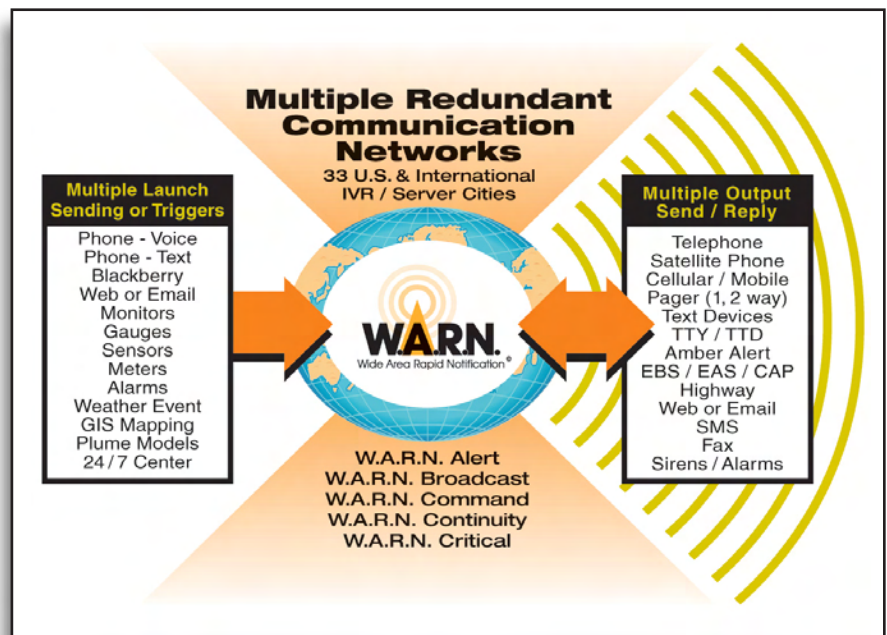 Multiple Redundant
Communication
Networks
33 U.S. & International
IVR / Server Cities
Multiple Launch
Sending or Triggers
Phone - Voice
Phone - Text
Blackberry
Web or Email
Monitors
Gauges
Sensors
Meters
Alarms
Weather Event
GIS Mapping
Plume Models
24/7 Center
W.A.R.N.
Wide Area Rapid Notification®
Multiple Output
Send / Reply
Telephone
Satellite Phone
Cellular / Mobile
Pager (1, 2 way)
Text Devices
TTY / TTD
Amber Alert
EBS / EAS / CAP
Highway
Web or Email
SMS
Fax
Sirens / Alarms
W.A.R.N. Alert
W.A.R.N. Broadcast
W.A.R.N. Command
W.A.R.N. Continuity
W.A.R.N. Critical